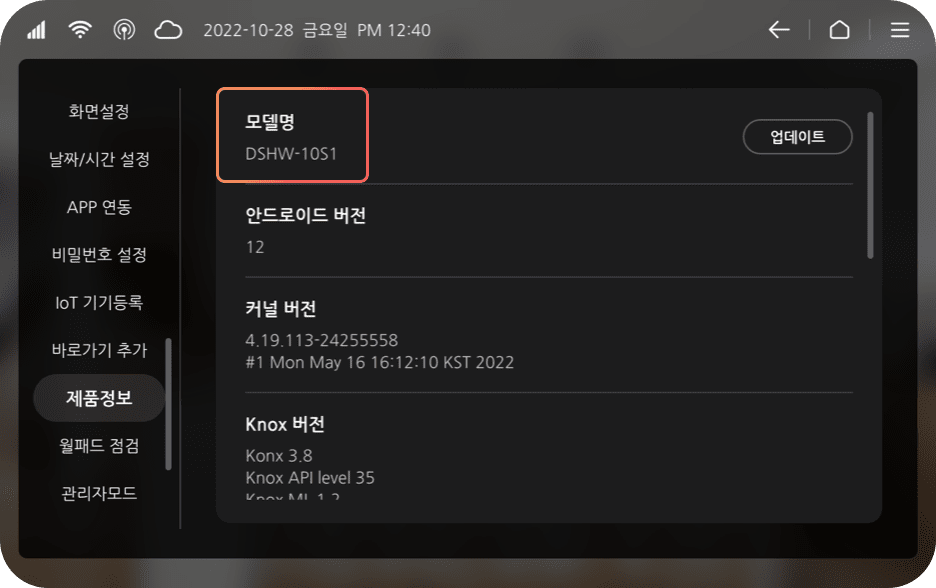 2022-10-28 금요일 PM 12:40
화면설정
날짜/시간 설정
APP 연동
비밀번호 설정
IoT 기기등록
바로가기 추가
제품정보
월패드 점검
관리자모드
모델명
DSHW-10S1
업데이트
안드로이드 버전
12
커널 버전
4.19.113-24255558
#1 Mon May 16 16:12:10 KST 2022
Knox 버전
Konx 3.8
Knox API level 35
Knox ML 1.2